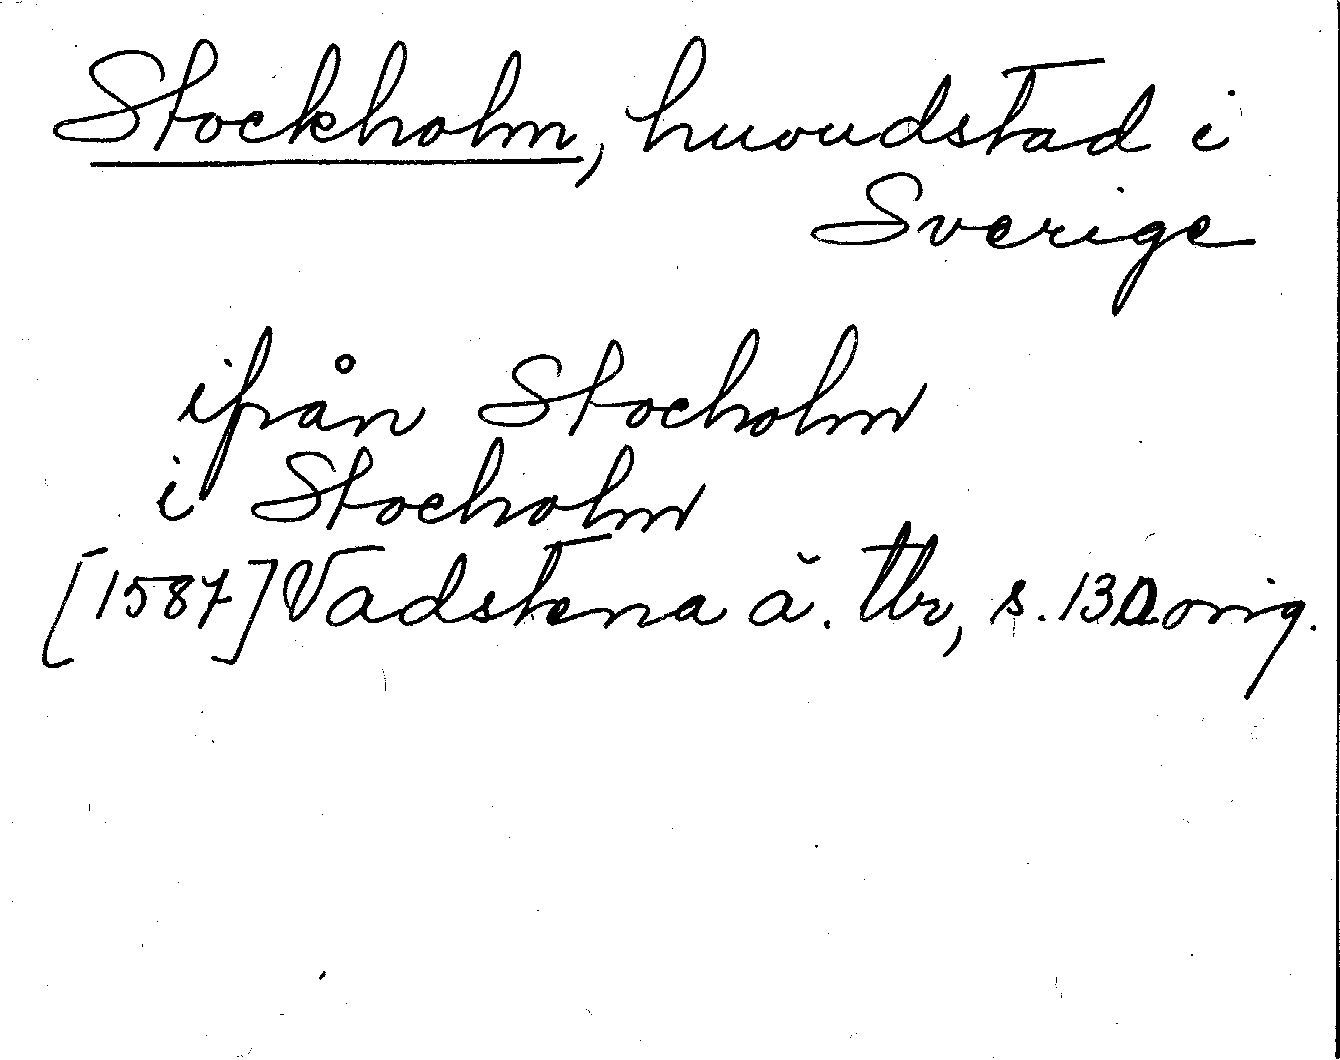 Stockholm, huvudstad i
Sverige
ifrån Stocholm
i Stocholm
[1587] Vadstena ä. tb, s. 130 orig.